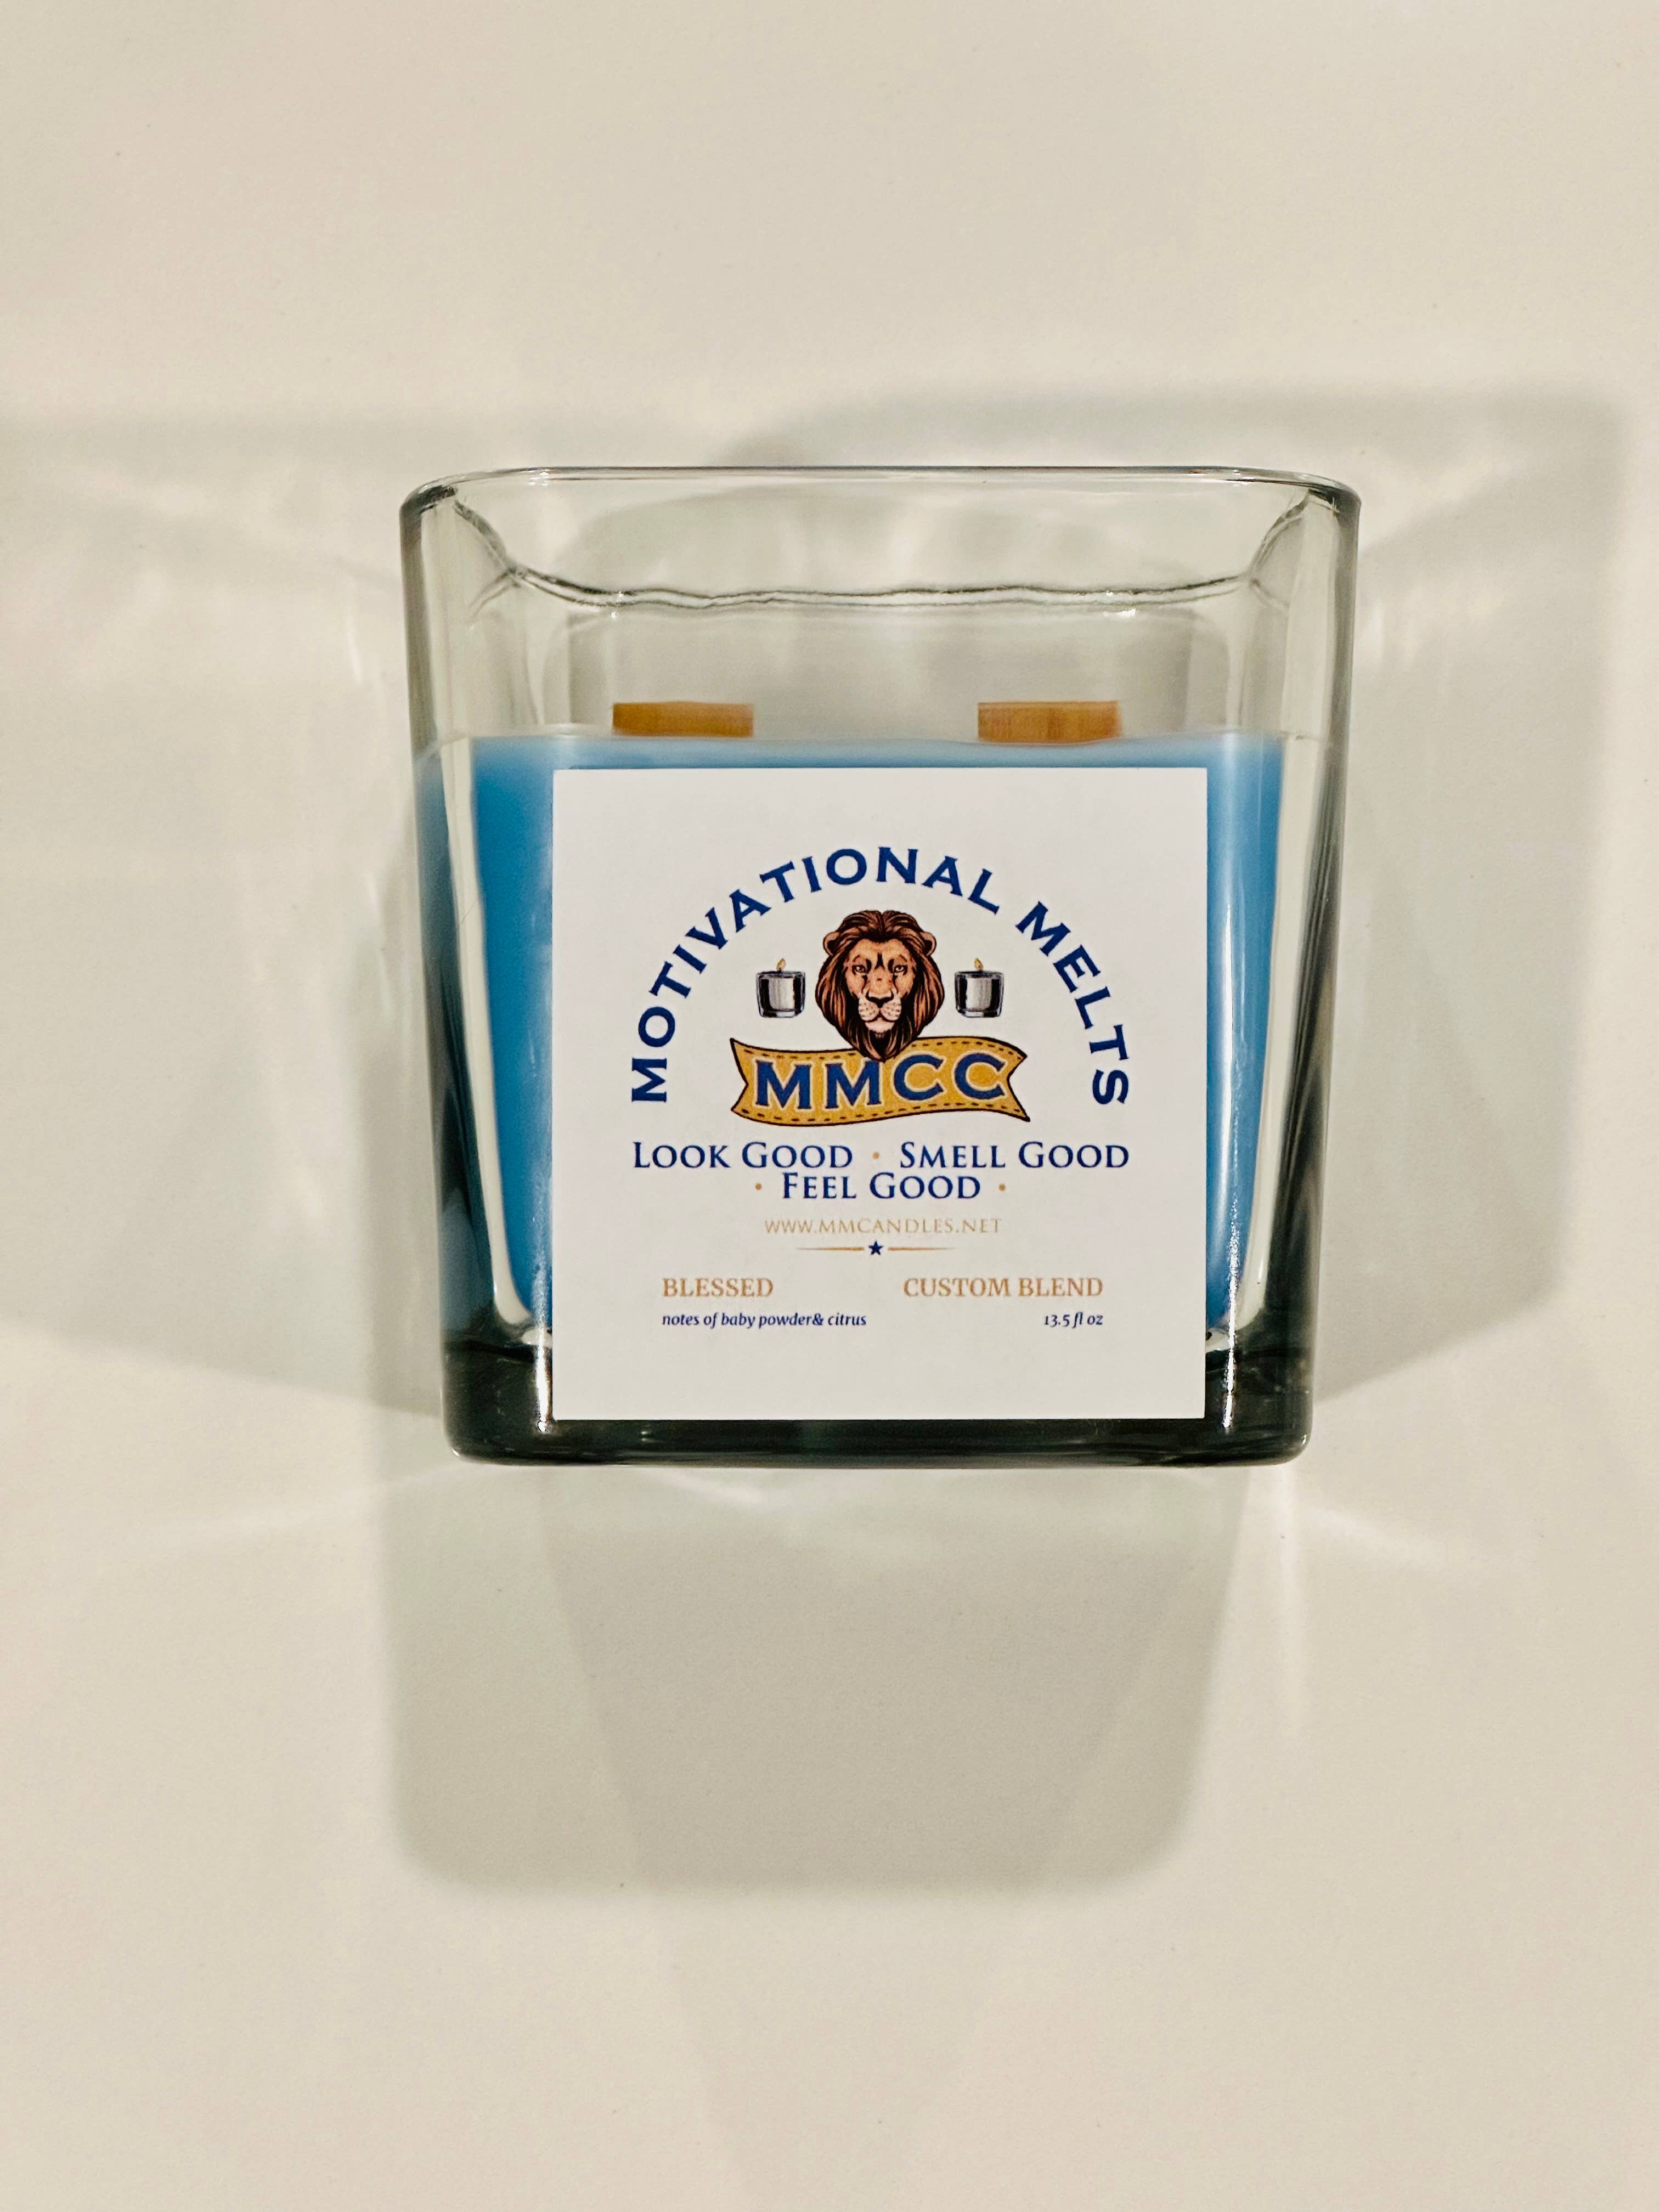 MOTIVATIONAL MELTS
MMCC
LOOK GOOD • SMELL GOOD
• FEEL GOOD •
WWW.MMCANDLES.NET
BLESSED CUSTOM BLEND
notes of baby powder& citrus 13.5 fl oz